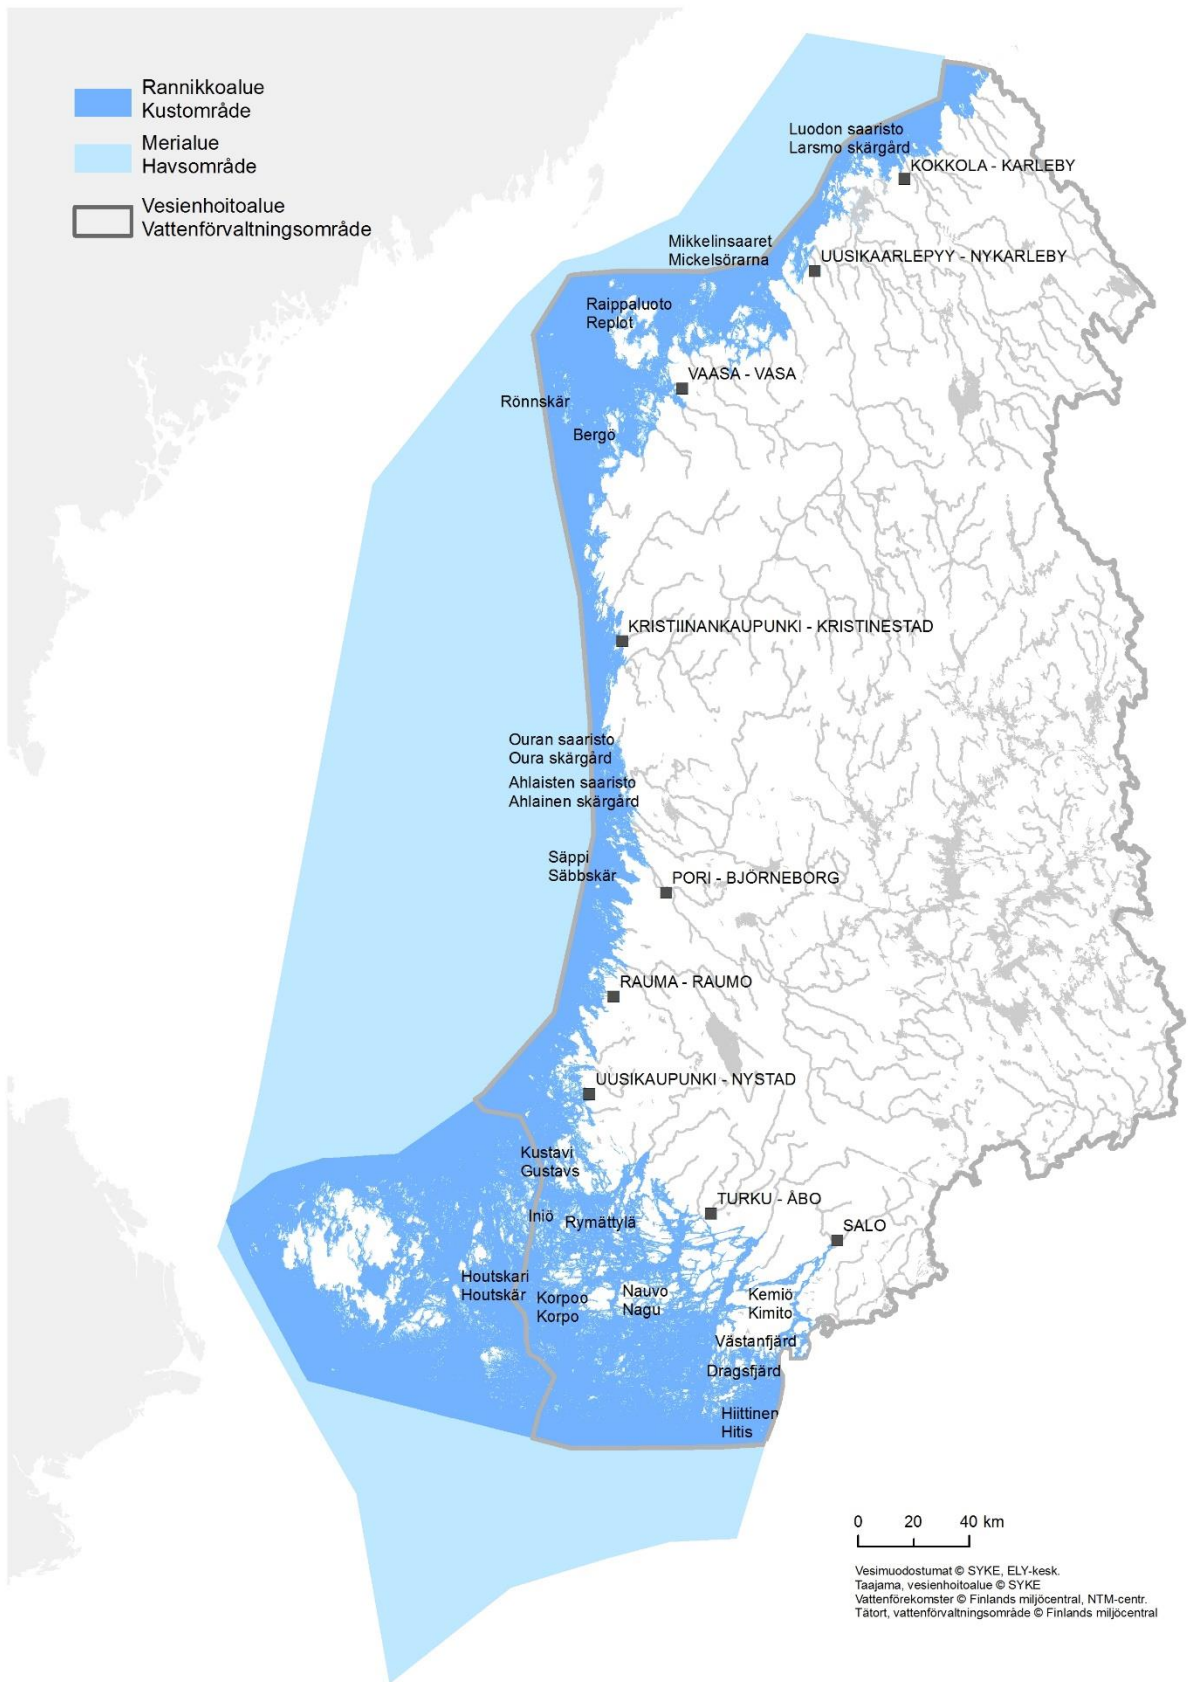 Rannikkoalue
Kustområde
Merialue
Havsområde
Vesienhoitoalue
Vattenförvaltningsområde
Luodon saaristo
Larsmo skärgård
KOKKOLA - KARLEBY
Mikkelinsaaret
Mickelsörarna
UUSIKAARLEPYY - NYKARLEBY
Raippaluoto
Replot
VAASA - VASA
Rönnskär
Bergö
KRISTIINANKAUPUNKI - KRISTINESTAD
Ouran saaristo
Oura skärgård
Ahlaisten saaristo
Ahlainen skärgård
Säppi
Säbbskär
PORI - BJÖRNEBORG
RAUMA - RAUMO
UUSIKAUPUNKI - NYSTAD
Kustavi
Gustavs
TURKU - ÅBO
Iniö
Rymättylä
SALO
Houtskari
Houtskär
Korpoo
Korpo
Nauvo
Nagu
Kemiö
Kimito
Västanfjärd
Dragsfjärd
Hiittinen
Hitis
0 20 40 km
Vesimuodostumat © SYKE, ELY-kesk.
Taajama, vesienhoitoalue © SYKE
Vattenförekomster © Finlands miljöcentral, NTM-centr.
Tätort, vattenförvaltningsområde © Finlands miljöcentral